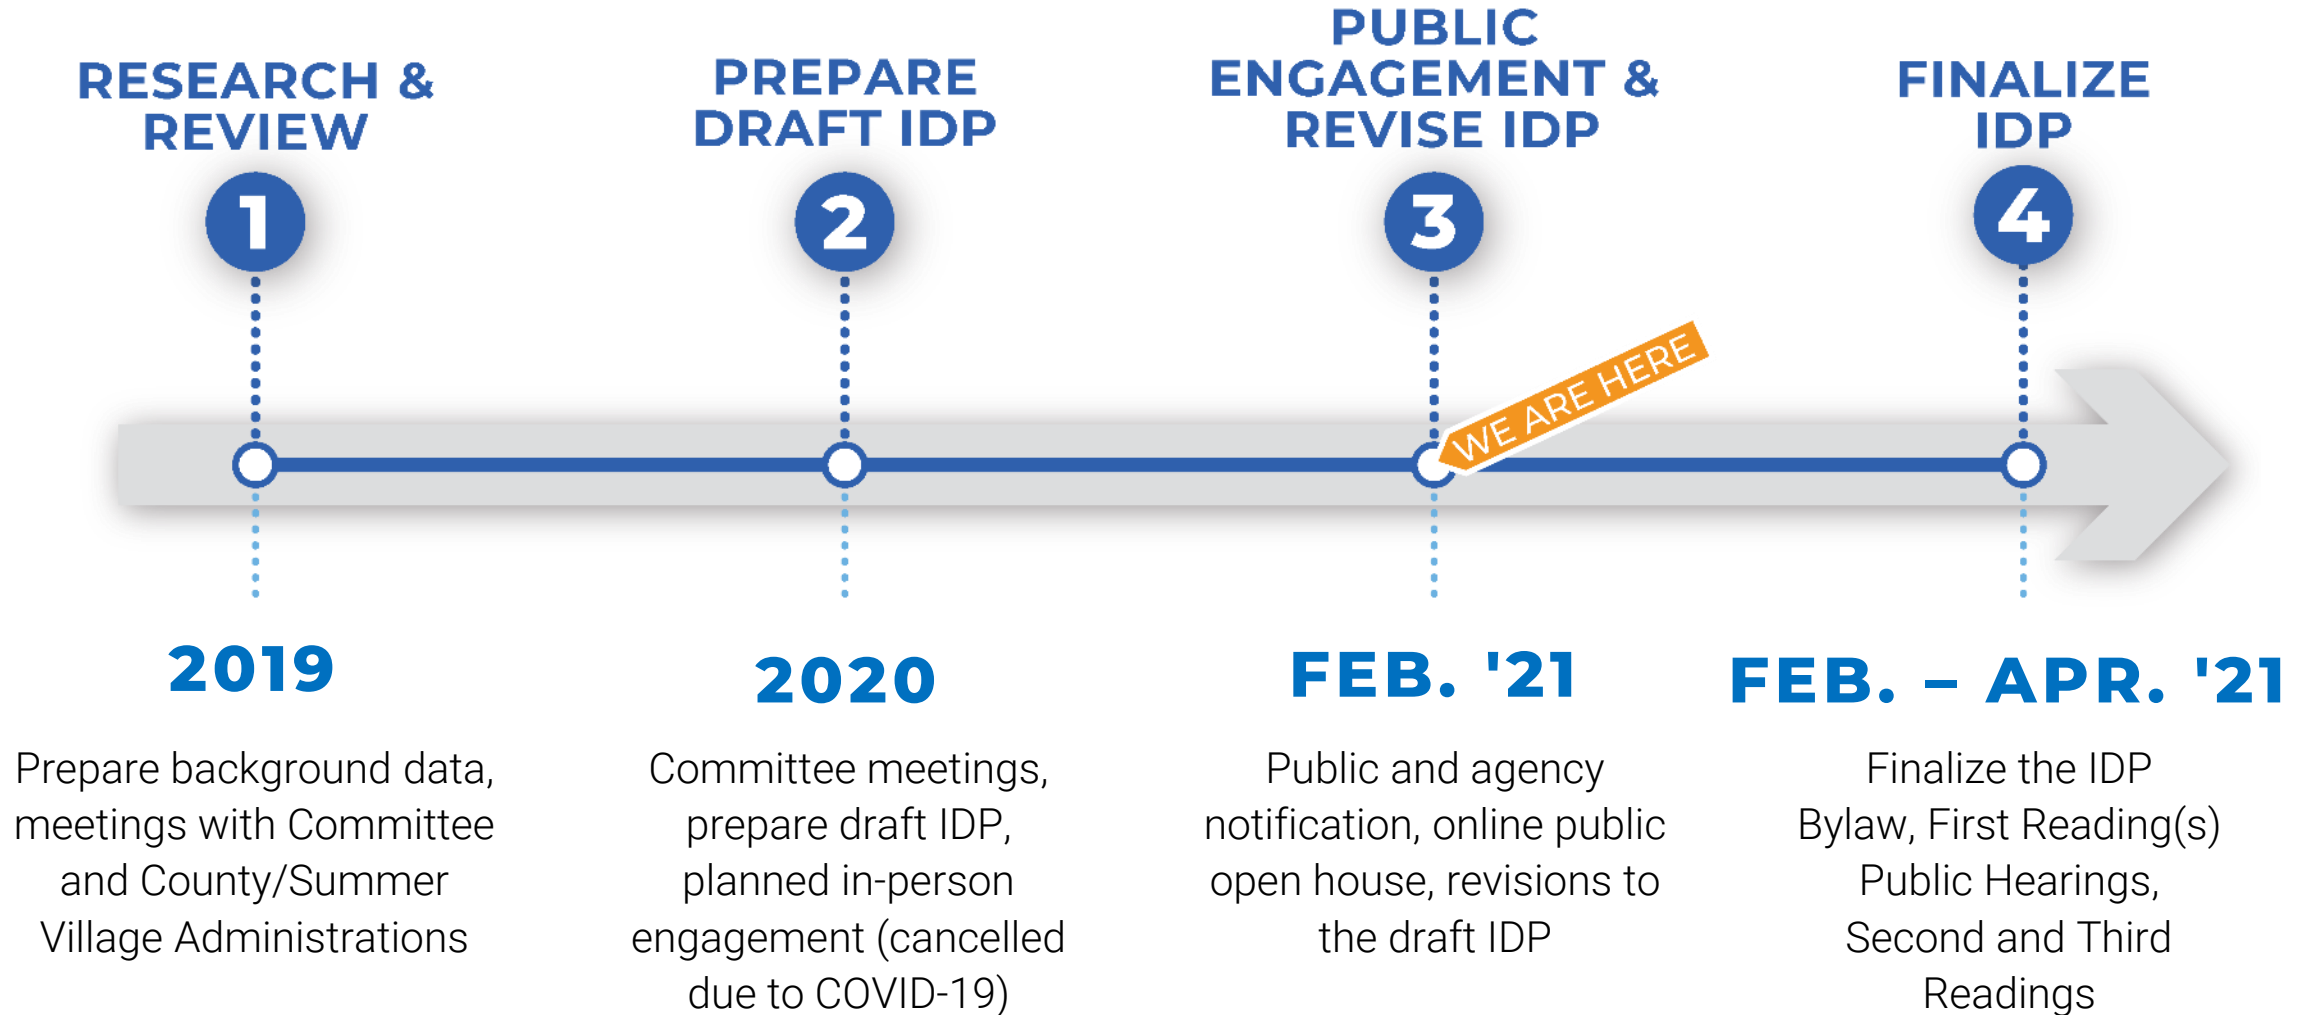 RESEARCH &
REVIEW
1
2019
Prepare background data,
meetings with Committee
and County/Summer
Village Administrations
PREPARE
DRAFT IDP
2
2020
Committee meetings,
prepare draft IDP,
planned in-person
engagement (cancelled
due to COVID-19)
PUBLIC
ENGAGEMENT &
REVISE IDP
3
WE ARE HERE
FEB. '21
Public and agency
notification, online public
open house, revisions to
the draft IDP
FINALIZE
IDP
4
FEB. – APR. '21
Finalize the IDP
Bylaw, First Reading(s)
Public Hearings,
Second and Third
Readings